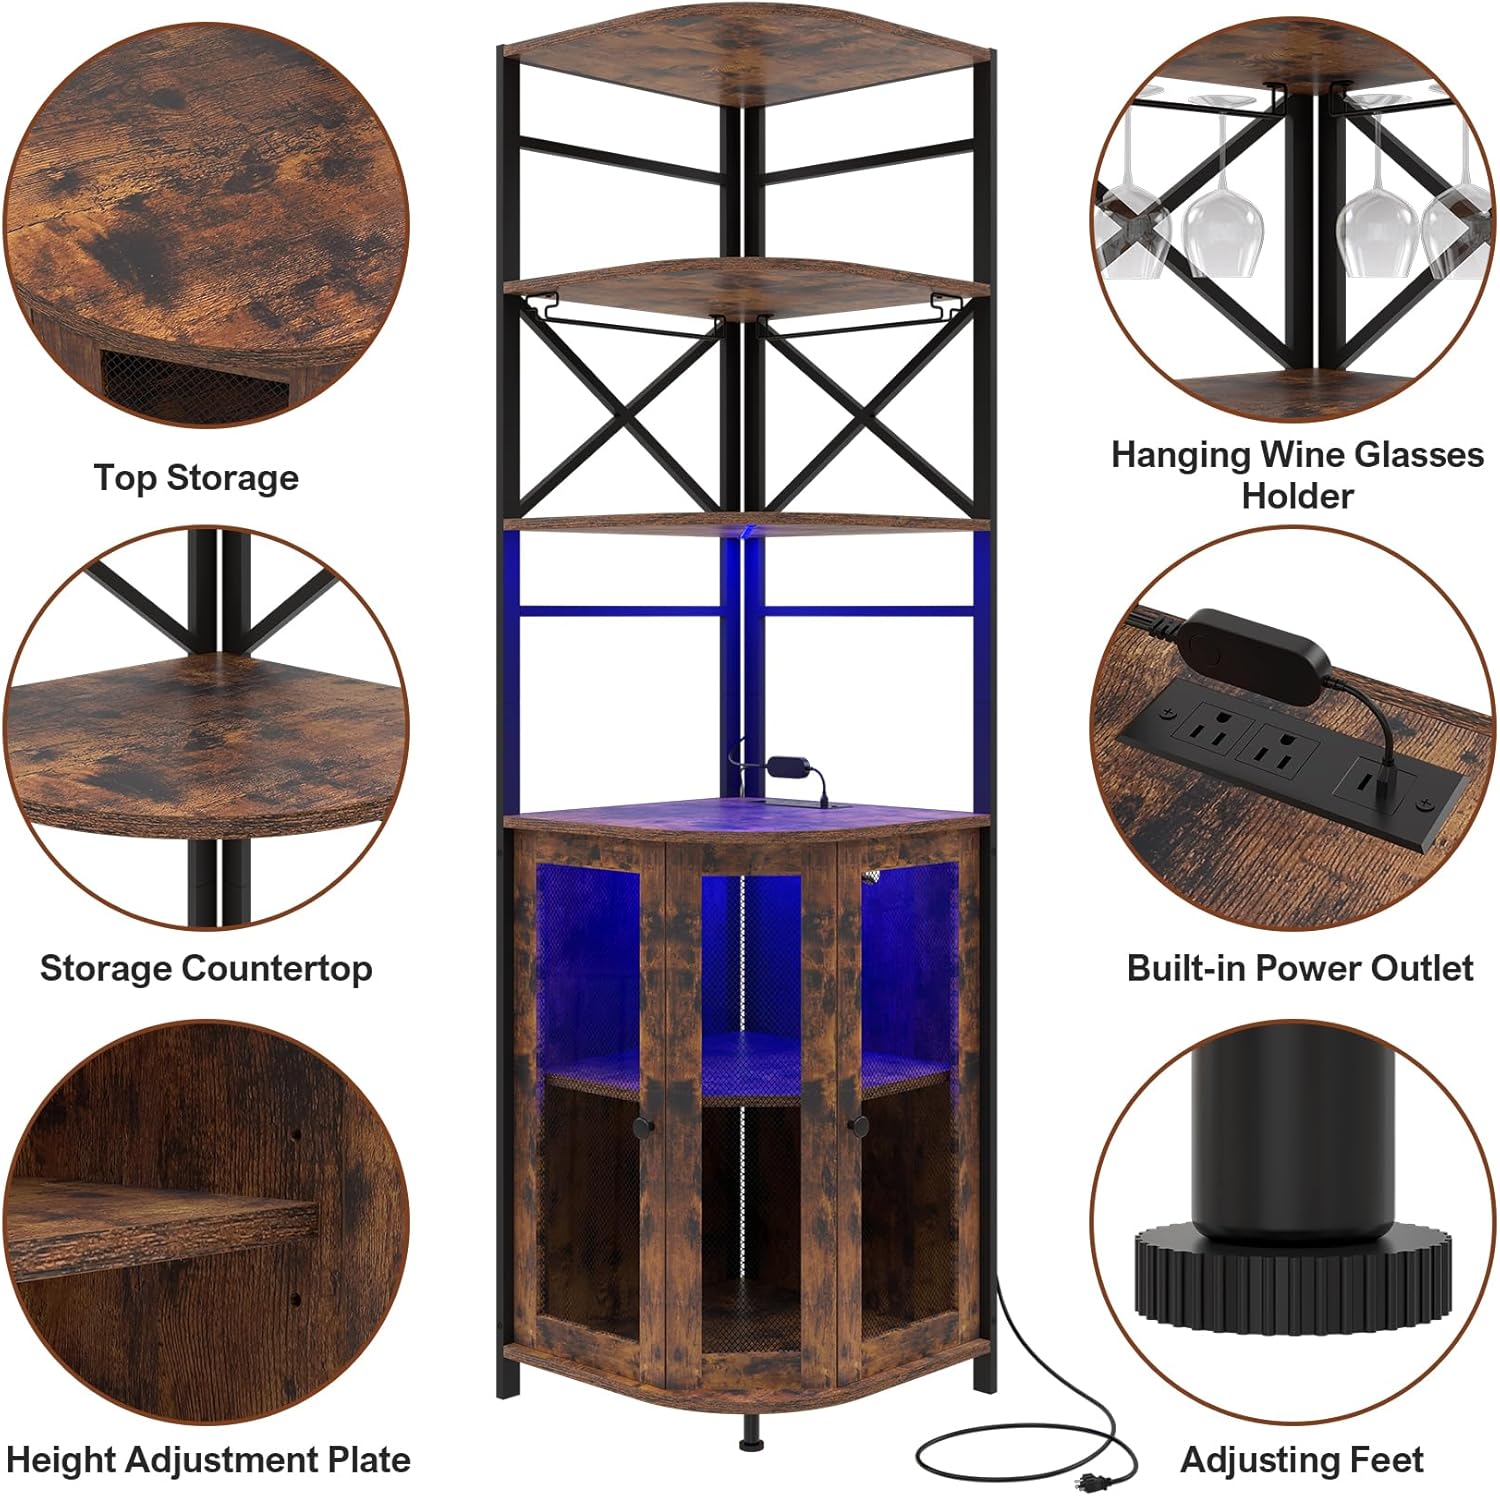 Top Storage
Hanging Wine Glasses
Holder
Storage Countertop
Built-in Power Outlet
Height Adjustment Plate
Adjusting Feet